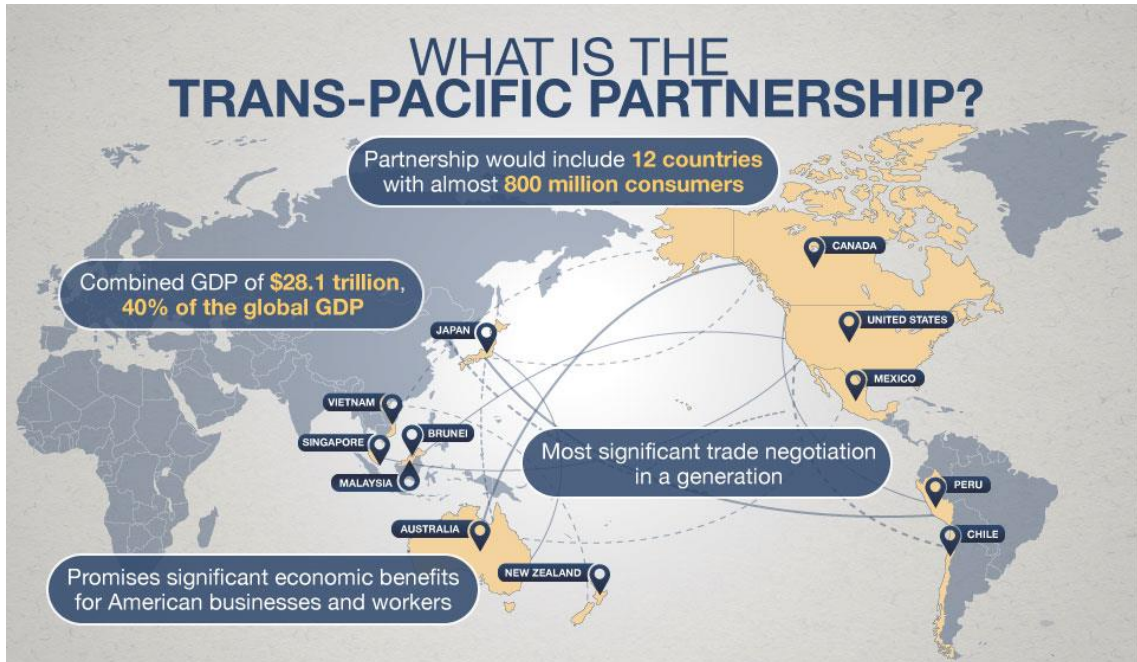 WHAT IS THE
TRANS-PACIFIC PARTNERSHIP?
Partnership would include 12 countries
with almost 800 million consumers
Combined GDP of $28.1 trillion,
40% of the global GDP
CANADA
UNITED STATES
JAPAN
MEXICO
VIETNAM
BRUNEI
SINGAPORE
MALAYSIA
Most significant trade negotiation
in a generation
PERU
CHILE
AUSTRALIA
NEW ZEALAND
Promises significant economic benefits
for American businesses and workers